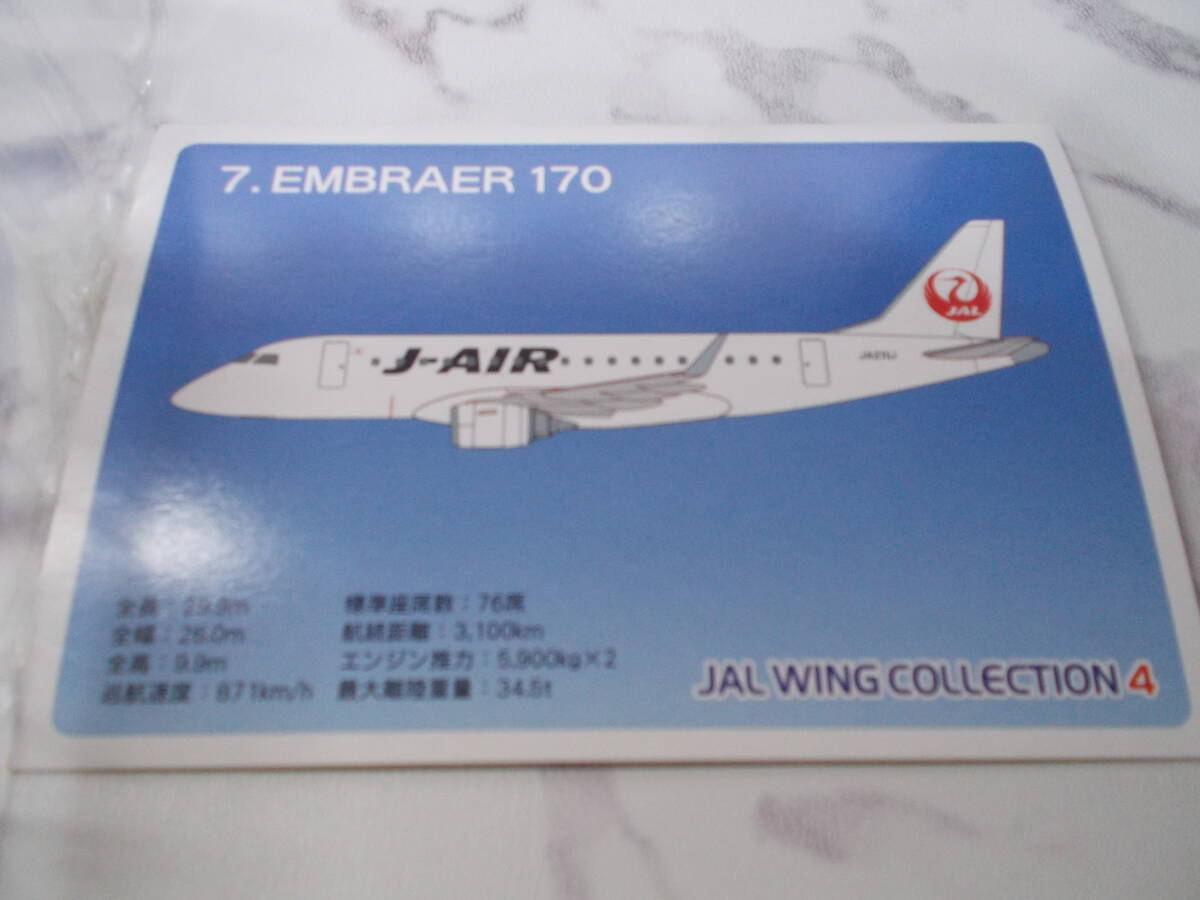 7. EMBRAER 170
JAL
J-AIR
JA211J
全長：29.9m
全幅：26.0m
全高：9.9m
巡航速度：871km/h
標準座席数：76席
航続距離：3,100km
エンジン推力：5,900kg×2
最大離陸重量：34.5t
JAL WING COLLECTION 4